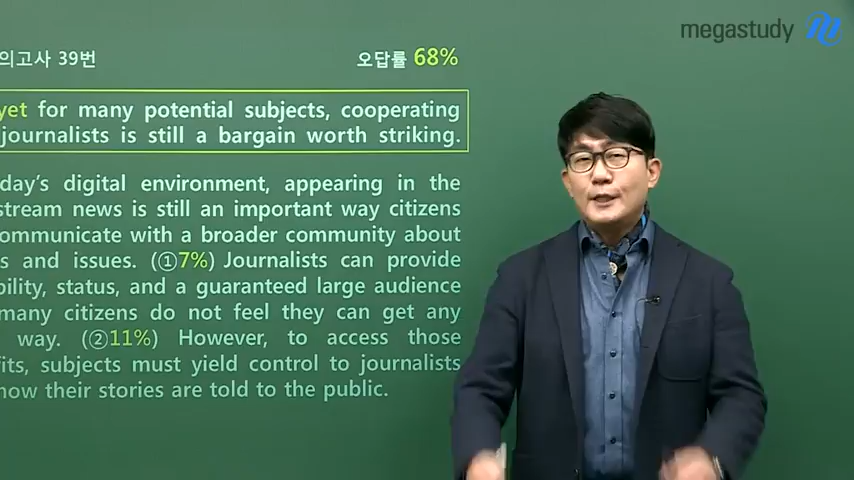 megastudy
의고사 39번
오답률 68%
yet for many potential subjects, cooperating
journalists is still a bargain worth striking.
day's digital environment, appearing in the
stream news is still an important way citizens
ommunicate with a broader community about
s and issues. (①7%) Journalists can provide
bility, status, and a guaranteed large audience
many citizens do not feel they can get any
way. (②11%) However, to access those
fits, subjects must yield control to journalists
how their stories are told to the public.